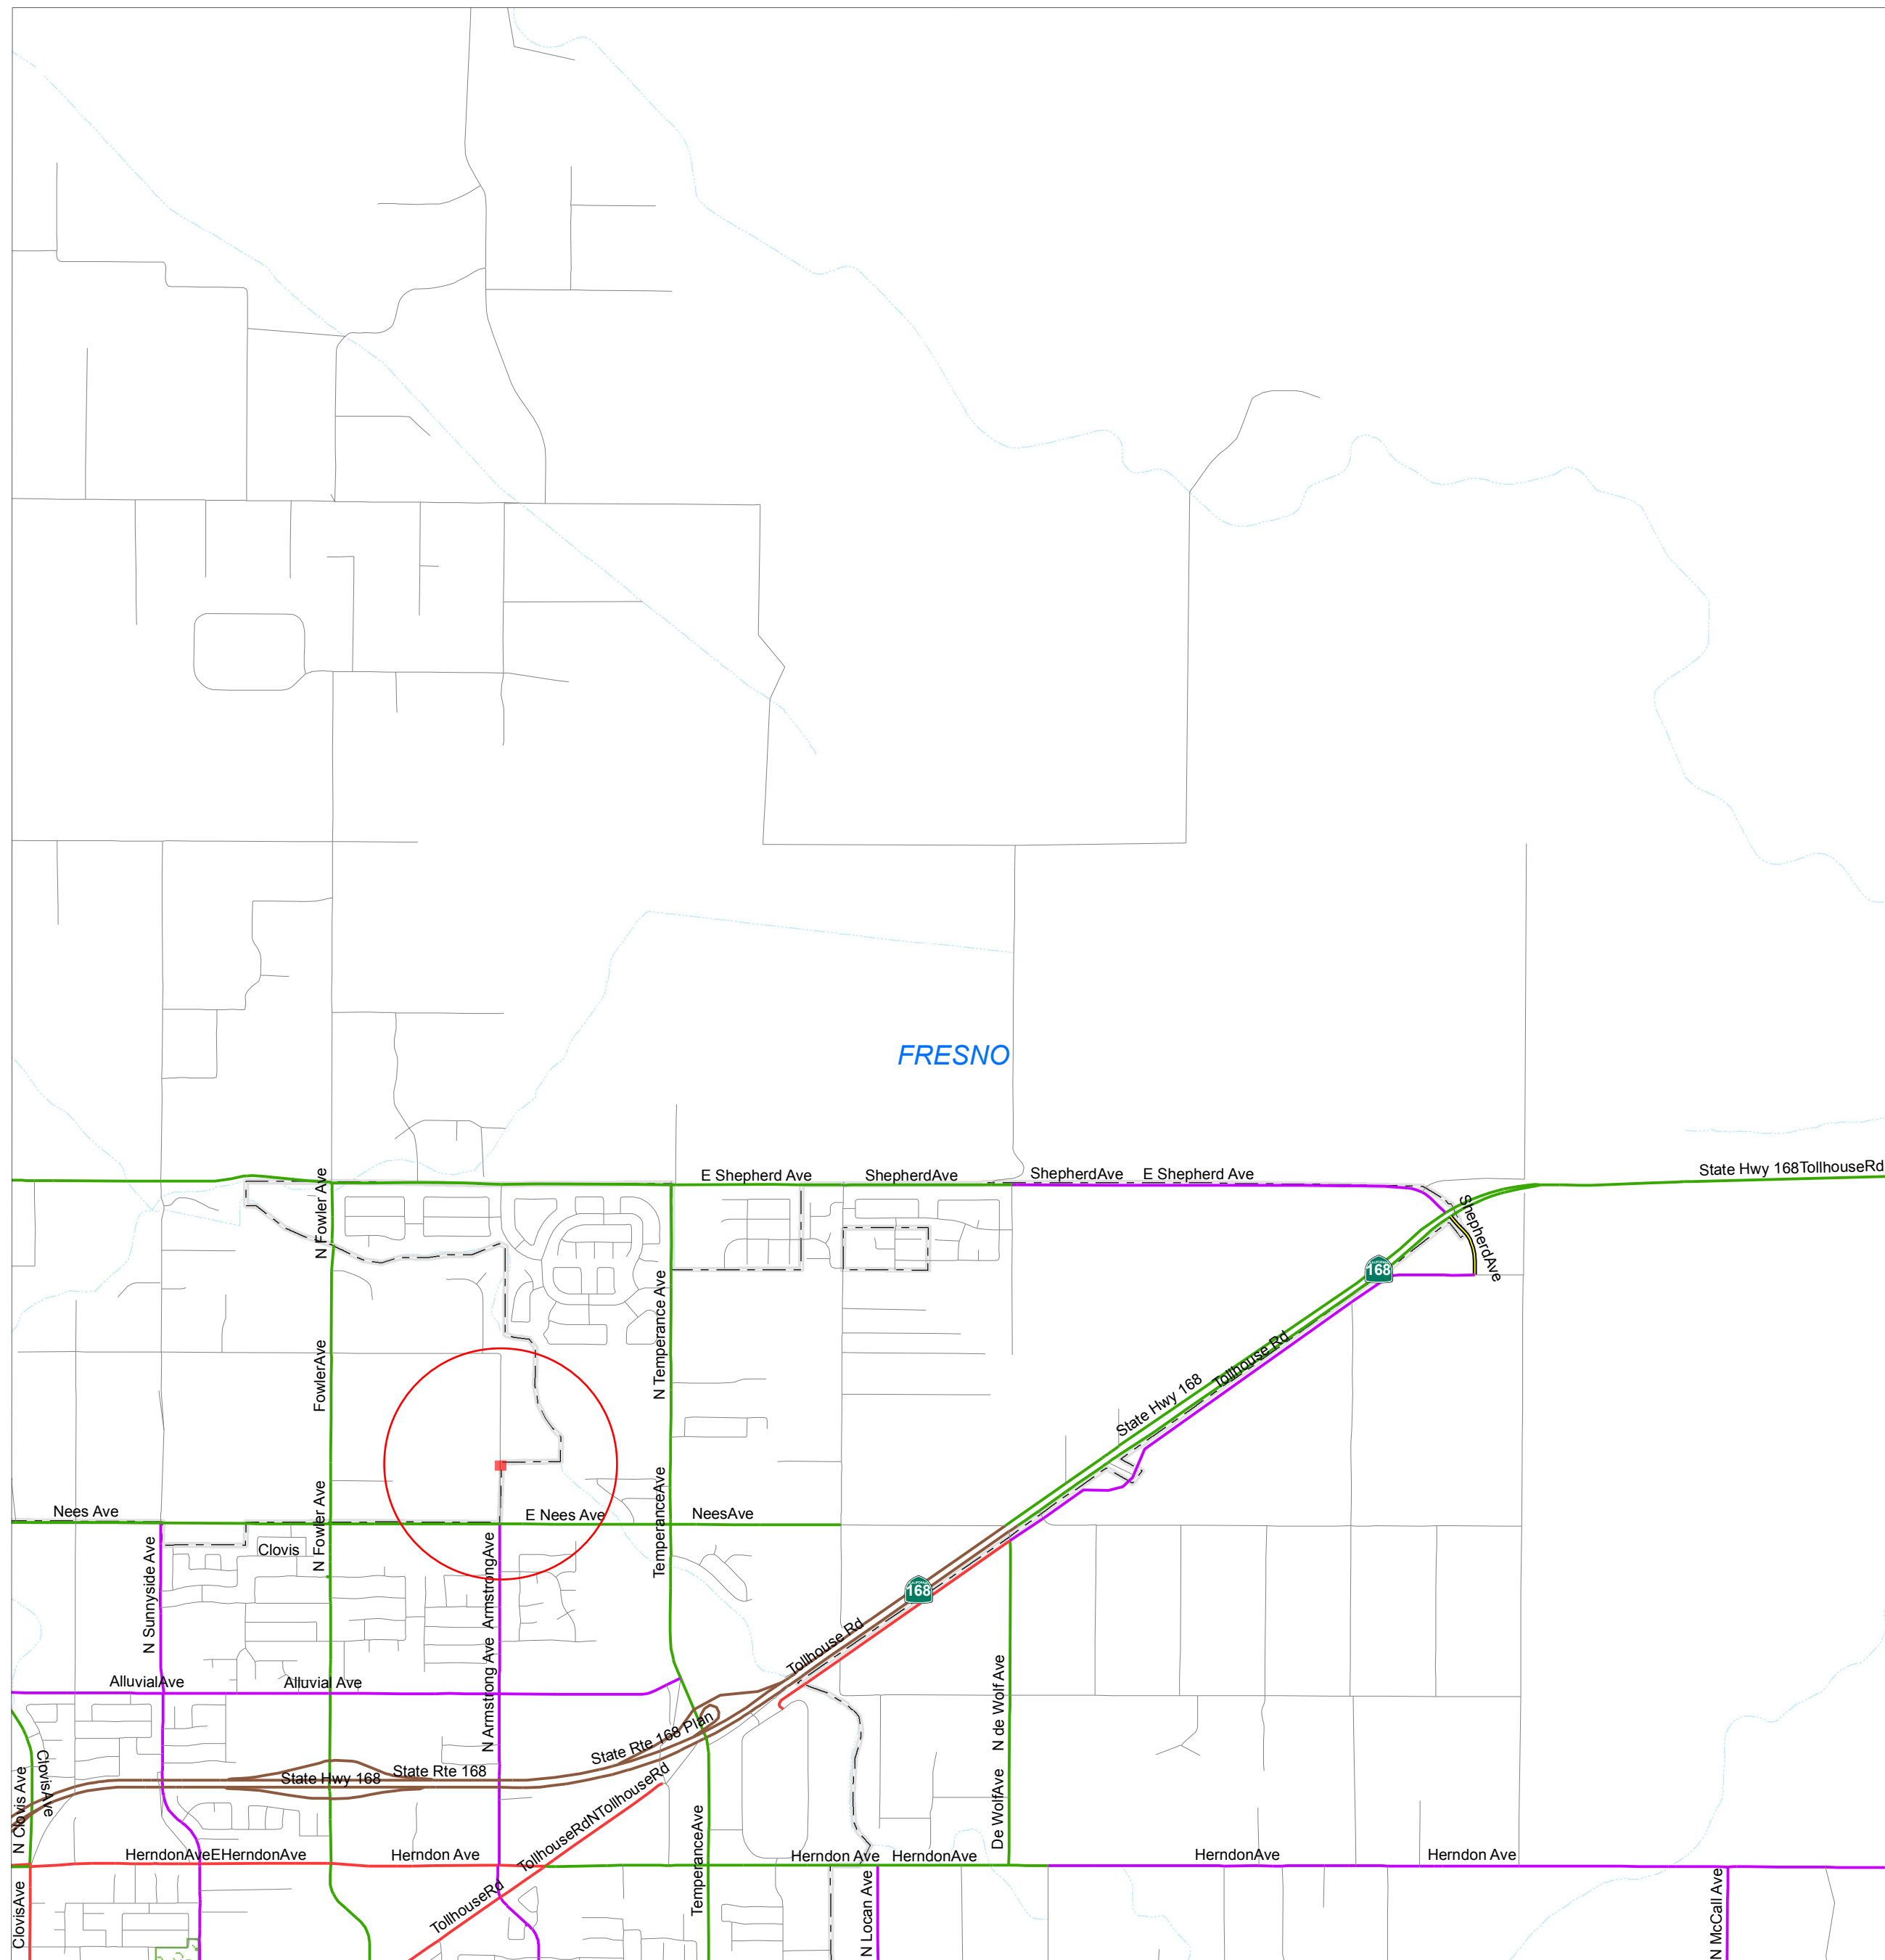 FRESNO
E Shepherd Ave
ShepherdAve
ShepherdAve
E Shepherd Ave
State Hwy 168TollhouseRd
N Fowler Ave
ShepherdAve
168
N Temperance Ave
FowlerAve
Tollhouse Rd
State Hwy 168
Nees Ave
N Fowler Ave
E Nees Ave
TemperanceAve
NeesAve
Clovis
N Sunnyside Ave
ArmstrongAve
168
Tollhouse Rd
AlluvialAve
Alluvial Ave
N Armstrong Ave
N de Wolf Ave
State Rte 168 Plan
ClovisAve
N Clovis Ave
State Hwy 168
State Rte 168
TollhouseRdNTollhouseRd
De WolfAve
HerndonAveEHerndonAve
Herndon Ave
Herndon Ave
HerndonAve
HerndonAve
Herndon Ave
ClovisAve
TollhouseRd
TemperanceAve
N Locan Ave
N McCall Ave